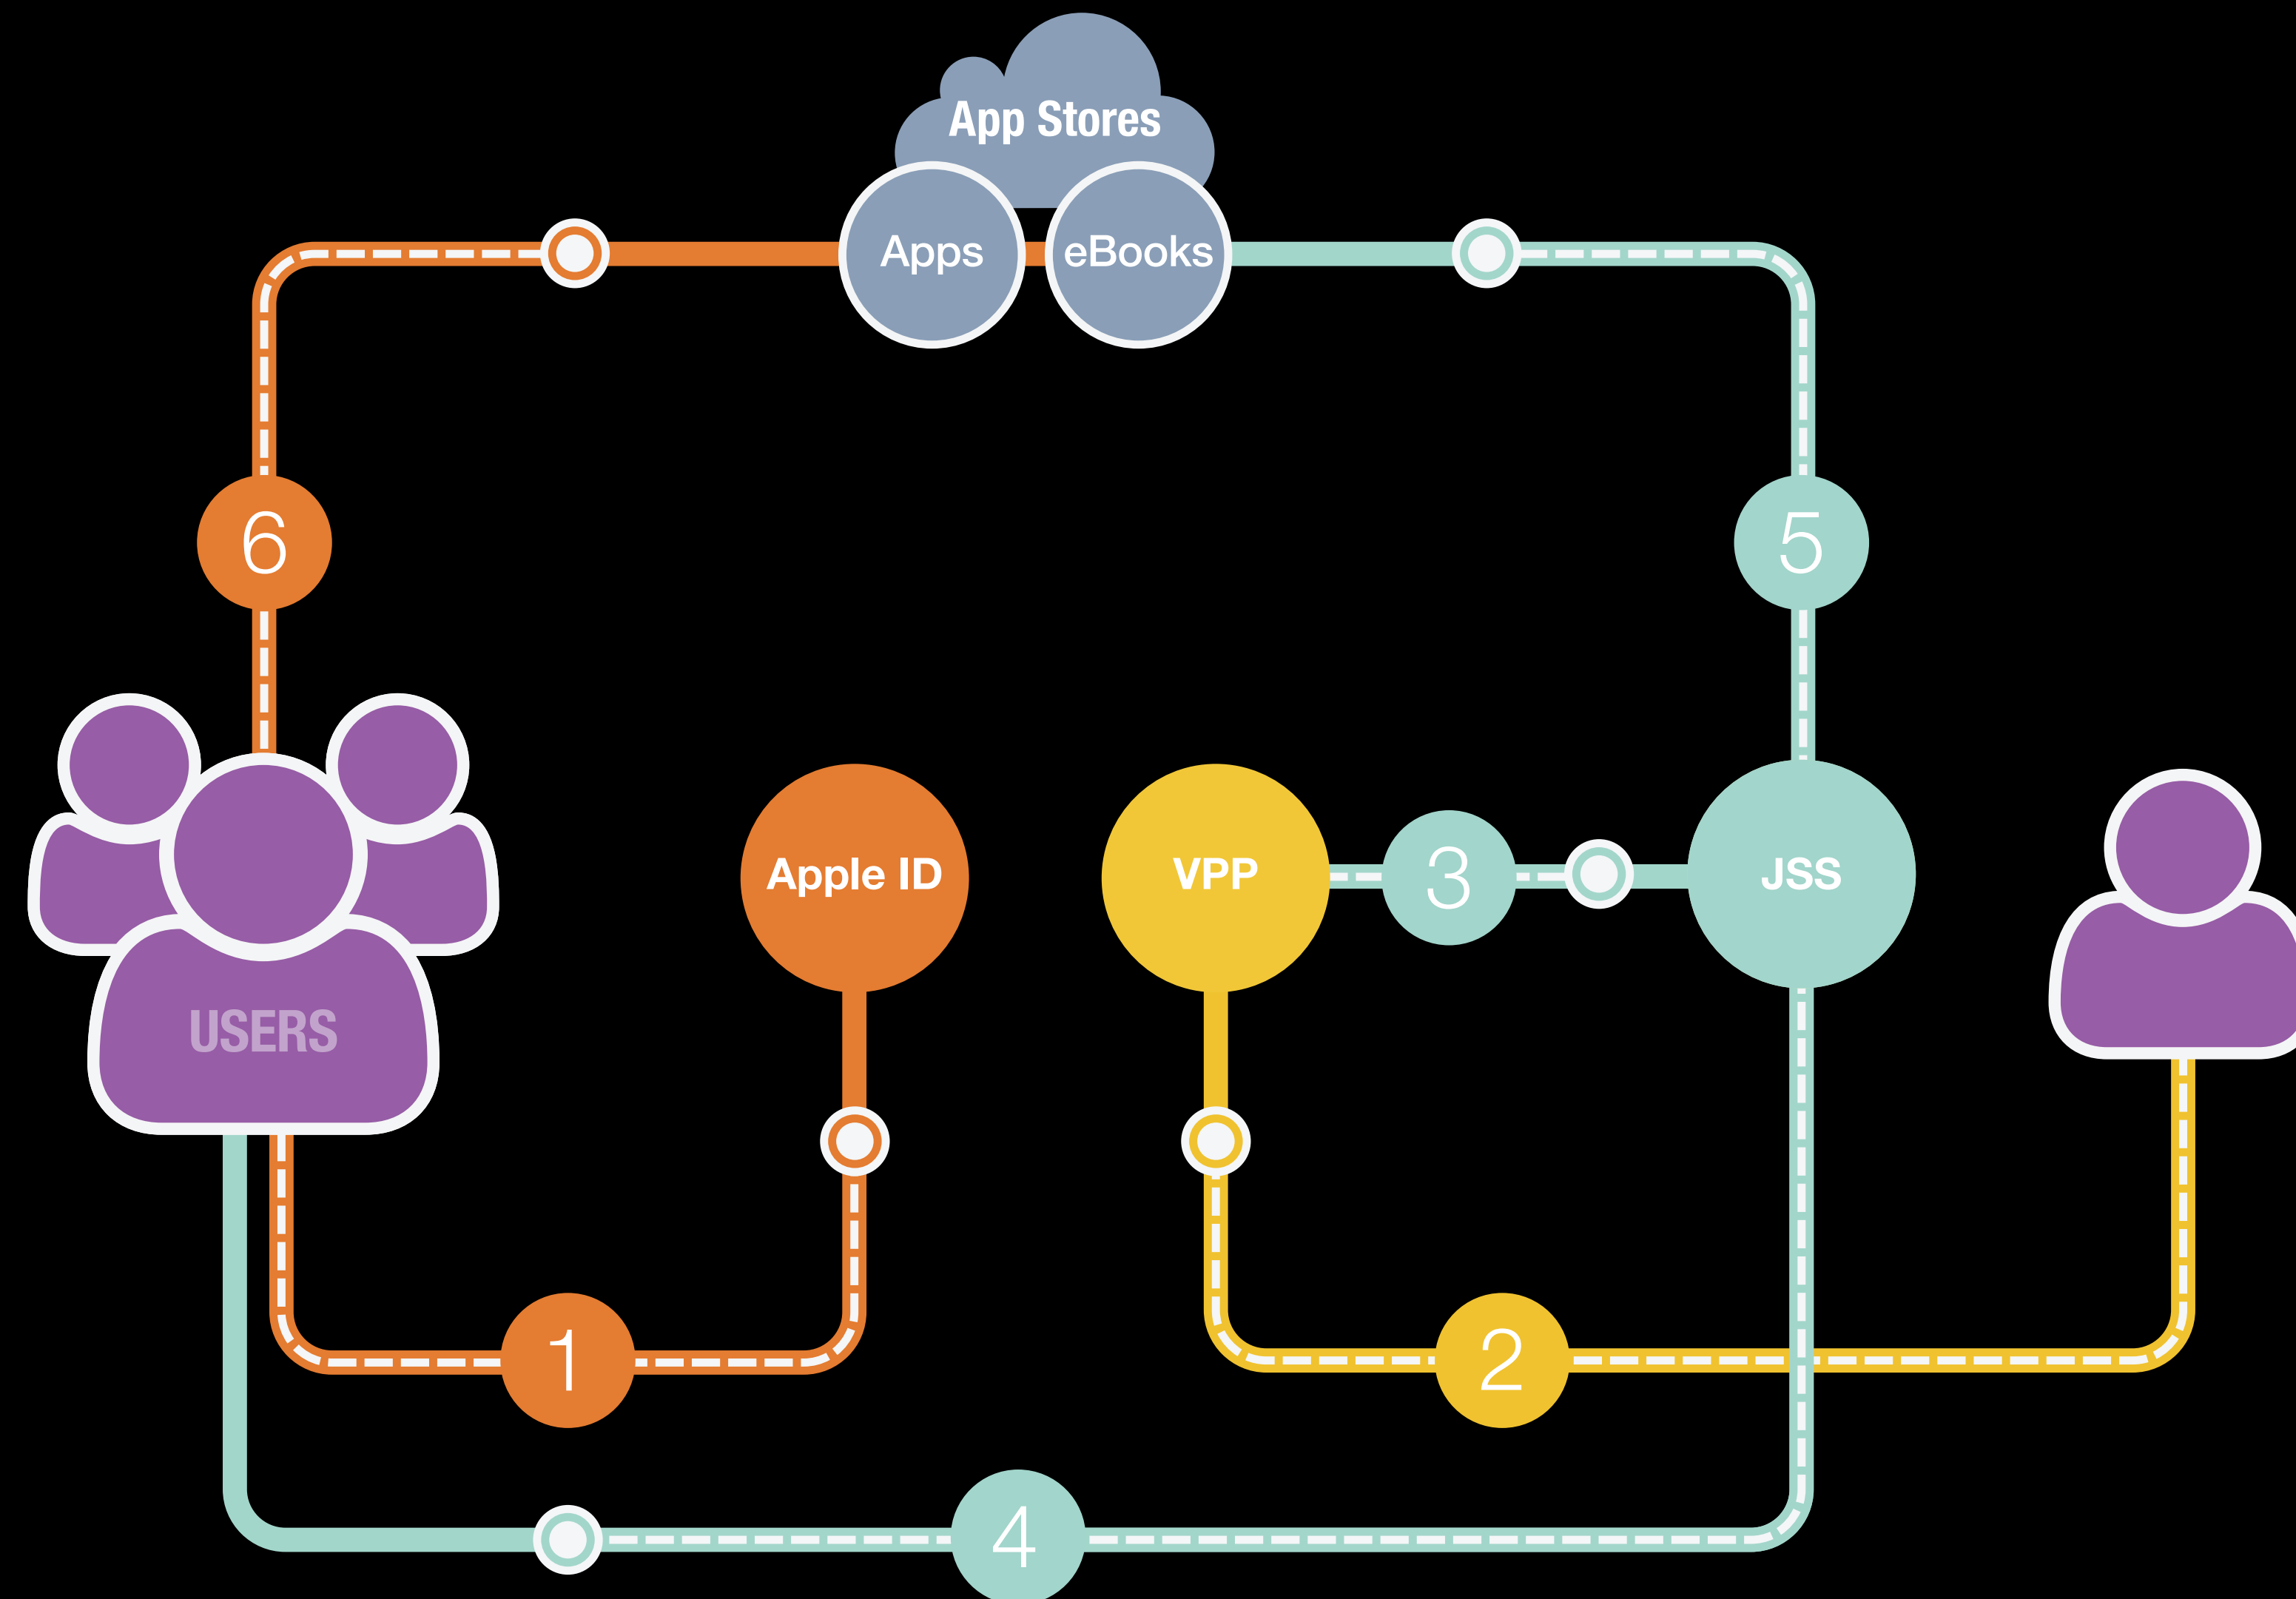 App Stores
Apps
eBooks
6
5
Apple ID
VPP
3
JSS
USERS
1
2
4